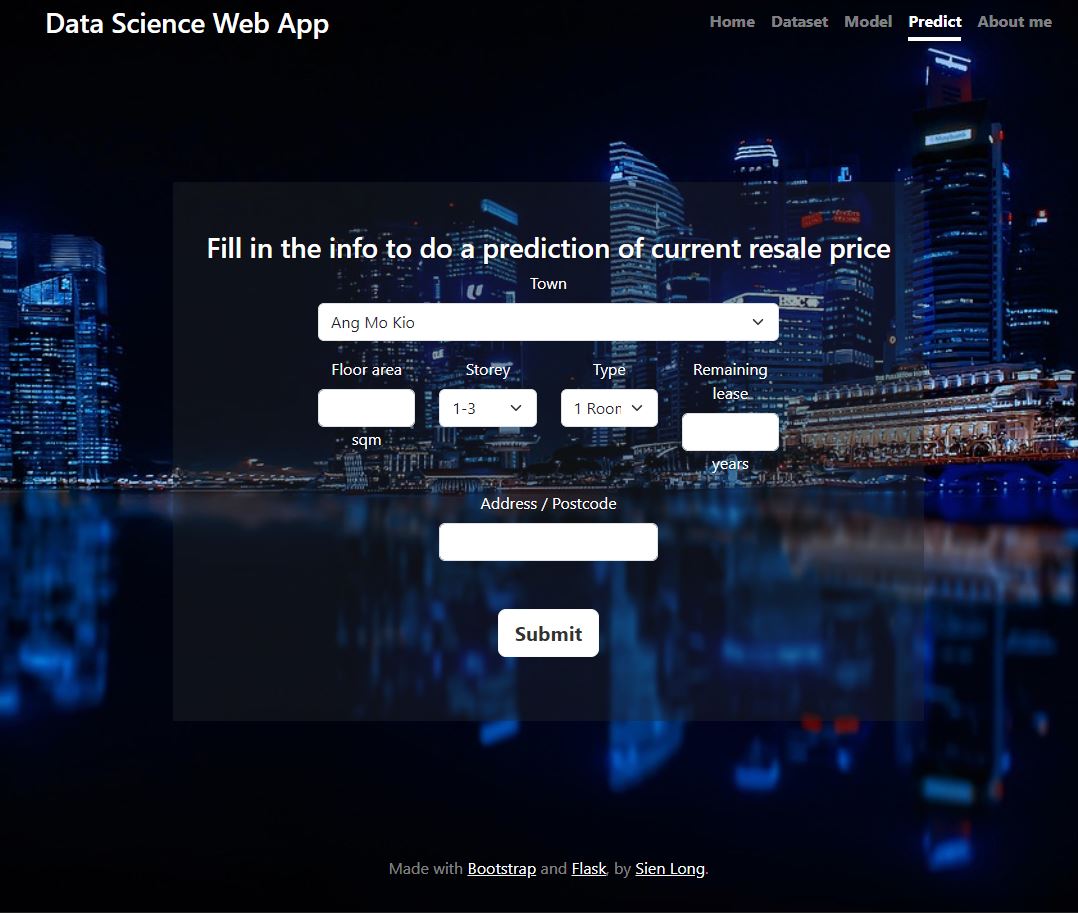 Data Science Web App
Home Dataset Model Predict About me
Fill in the info to do a prediction of current resale price
Town
Ang Mo Kio
Floor area Storey Type Remaining lease
1-3 1 Room
sqm years
Address / Postcode
Submit
Made with Bootstrap and Flask, by Sien Long.